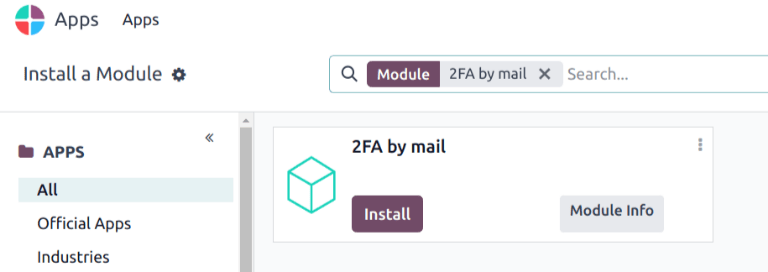 Apps Apps
Install a Module
Module 2FA by mail Search...
APPS
All
Official Apps
Industries
2FA by mail
Install Module Info